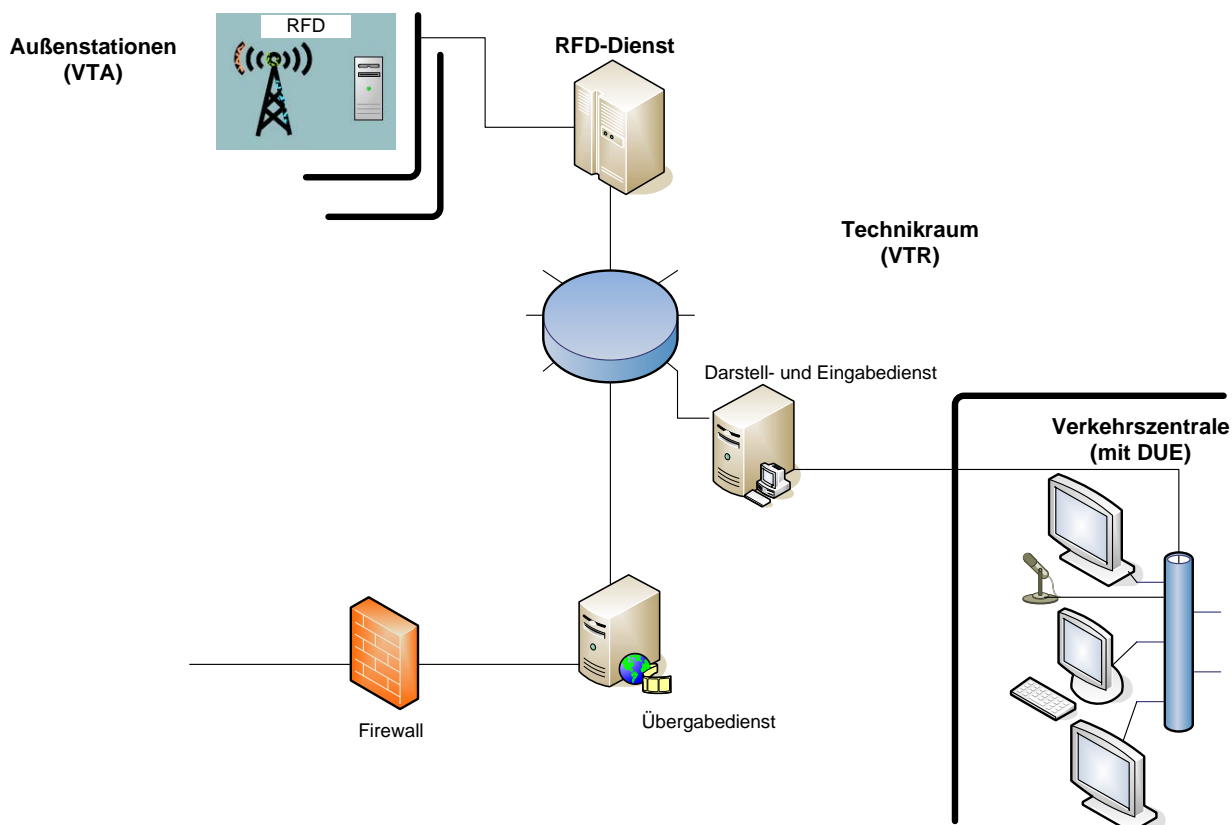 Außenstationen
(VTA)
RFD
RFD-Dienst
Technikraum
(VTR)
Darstell- und Eingabedienst
Verkehrszentrale
(mit DUE)
Firewall
Übergabedienst